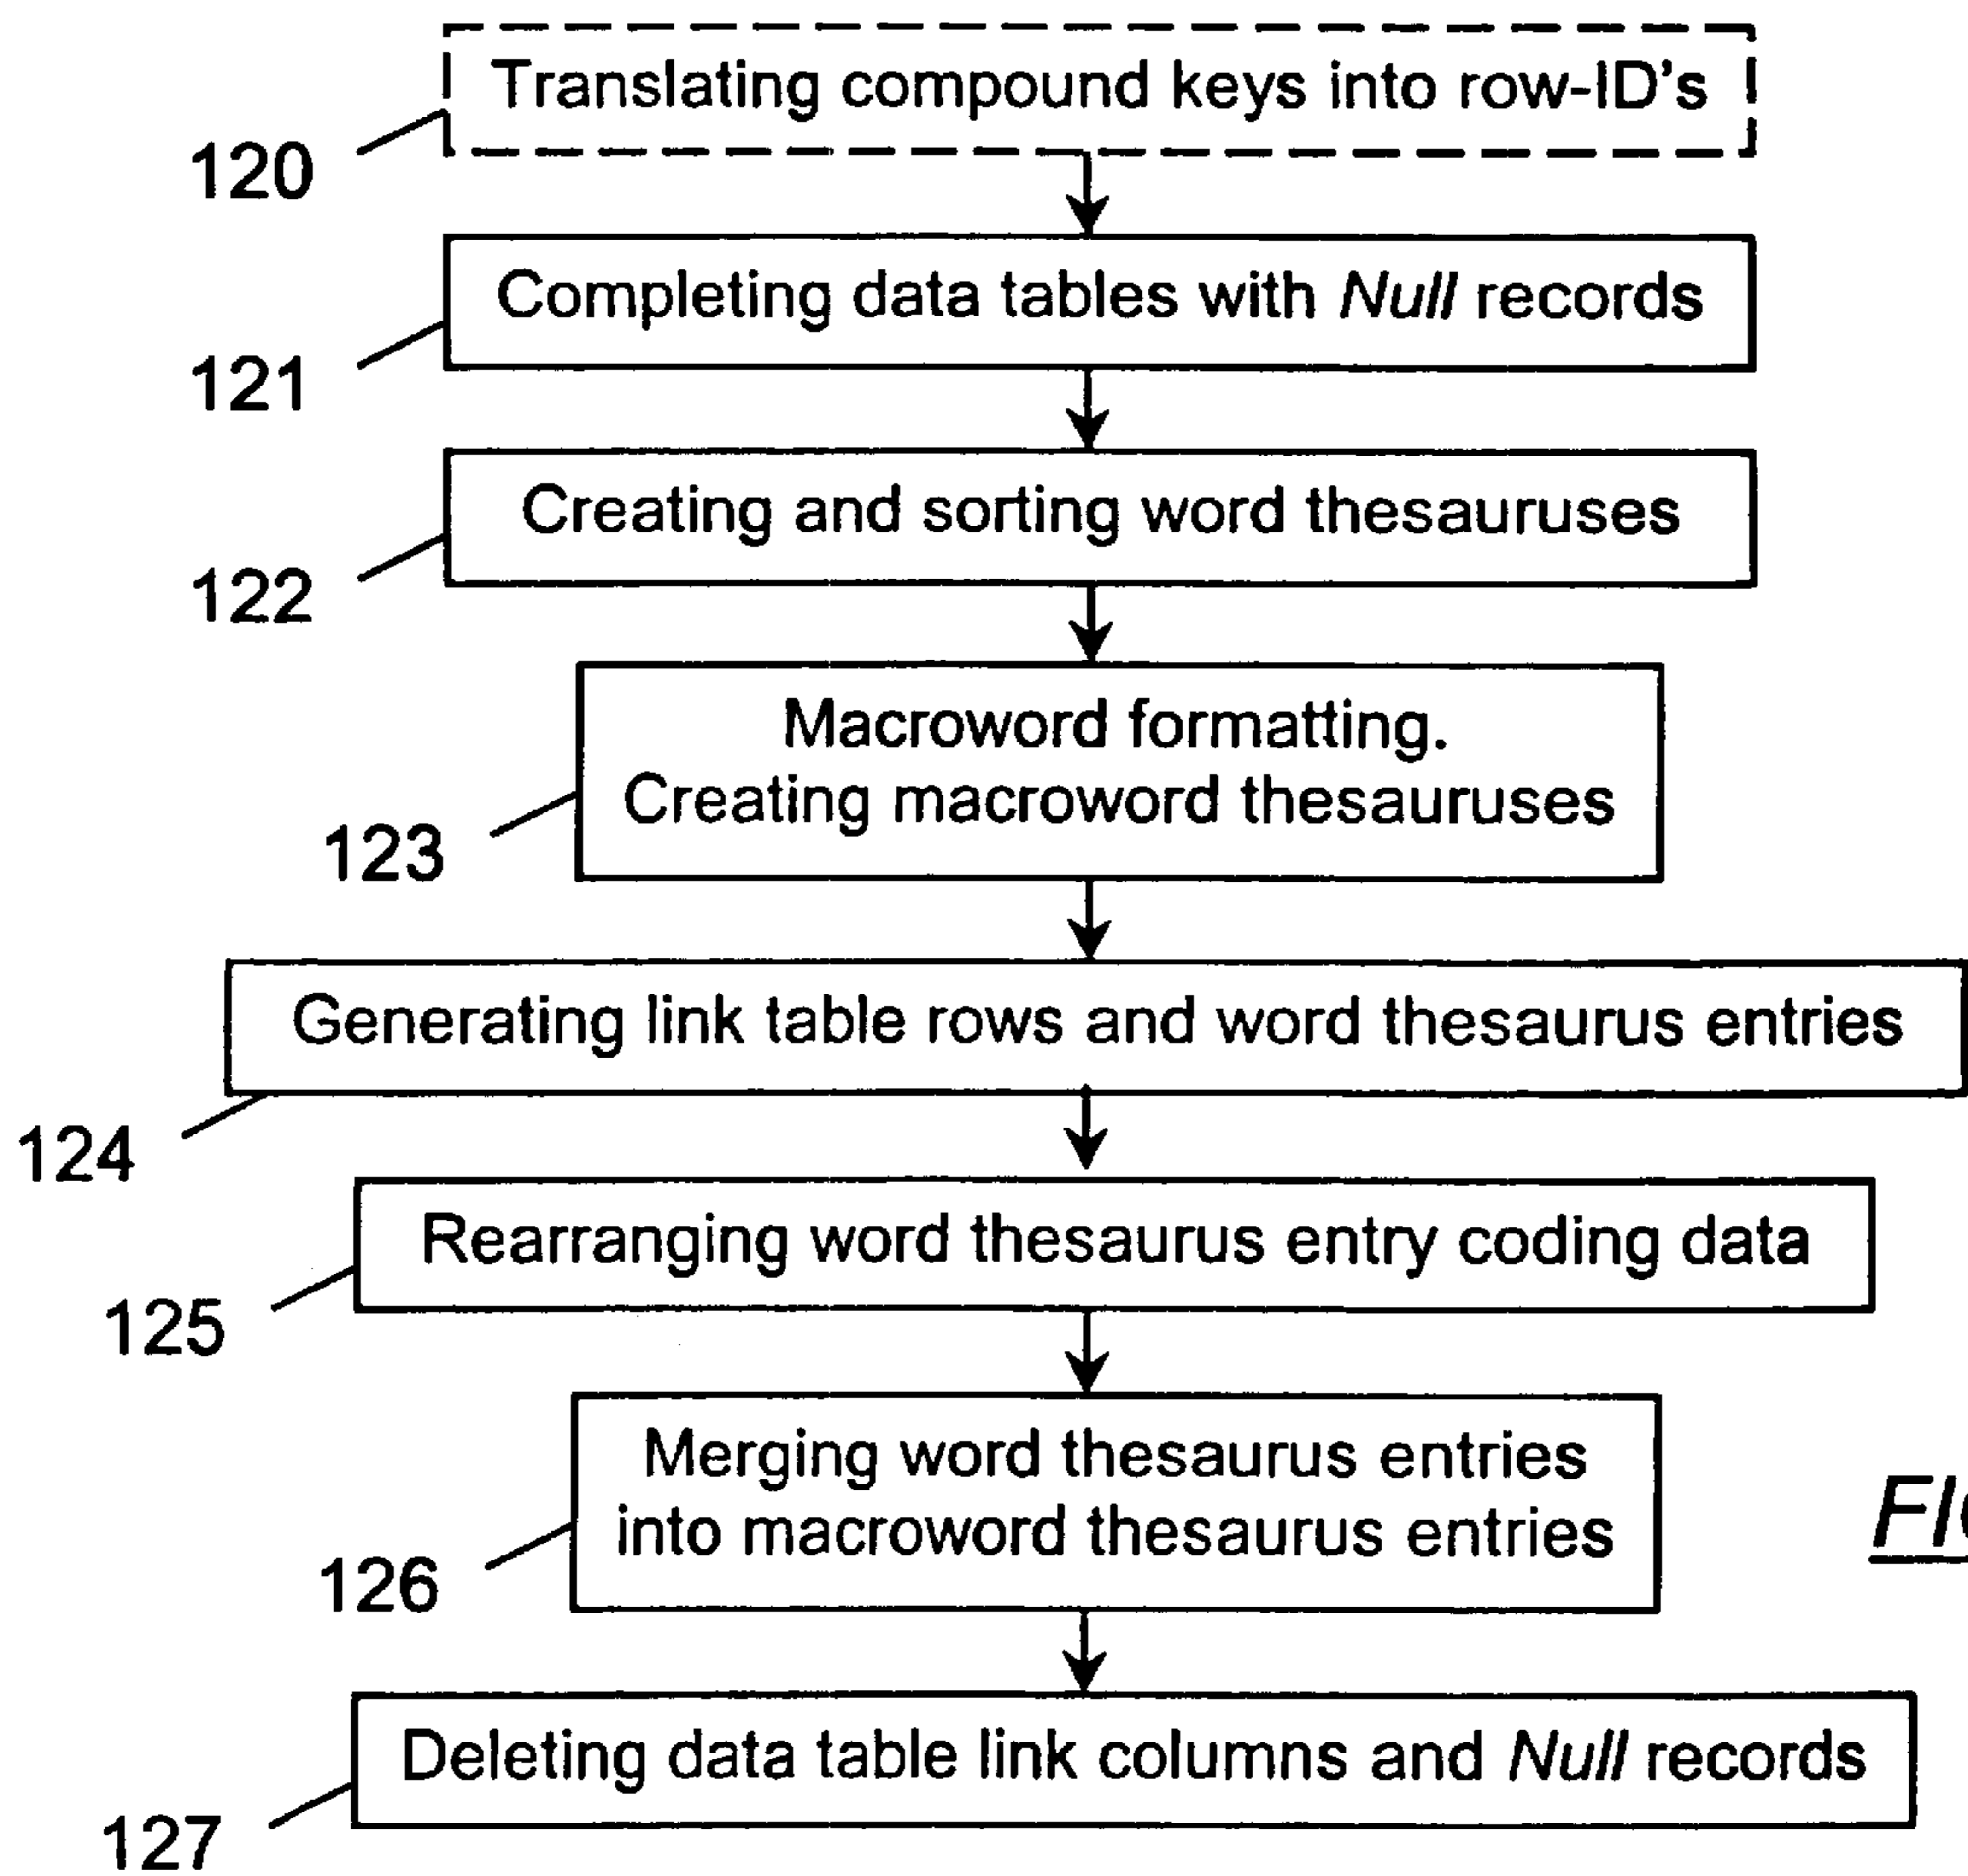 Translating compound keys into row-ID's
120
Completing data tables with Null records
121
Creating and sorting word thesauruses
122
Macroword formatting.
Creating macroword thesauruses
123
Generating link table rows and word thesaurus entries
124
Rearranging word thesaurus entry coding data
125
Merging word thesaurus entries
into macroword thesaurus entries
126
Deleting data table link columns and Null records
127